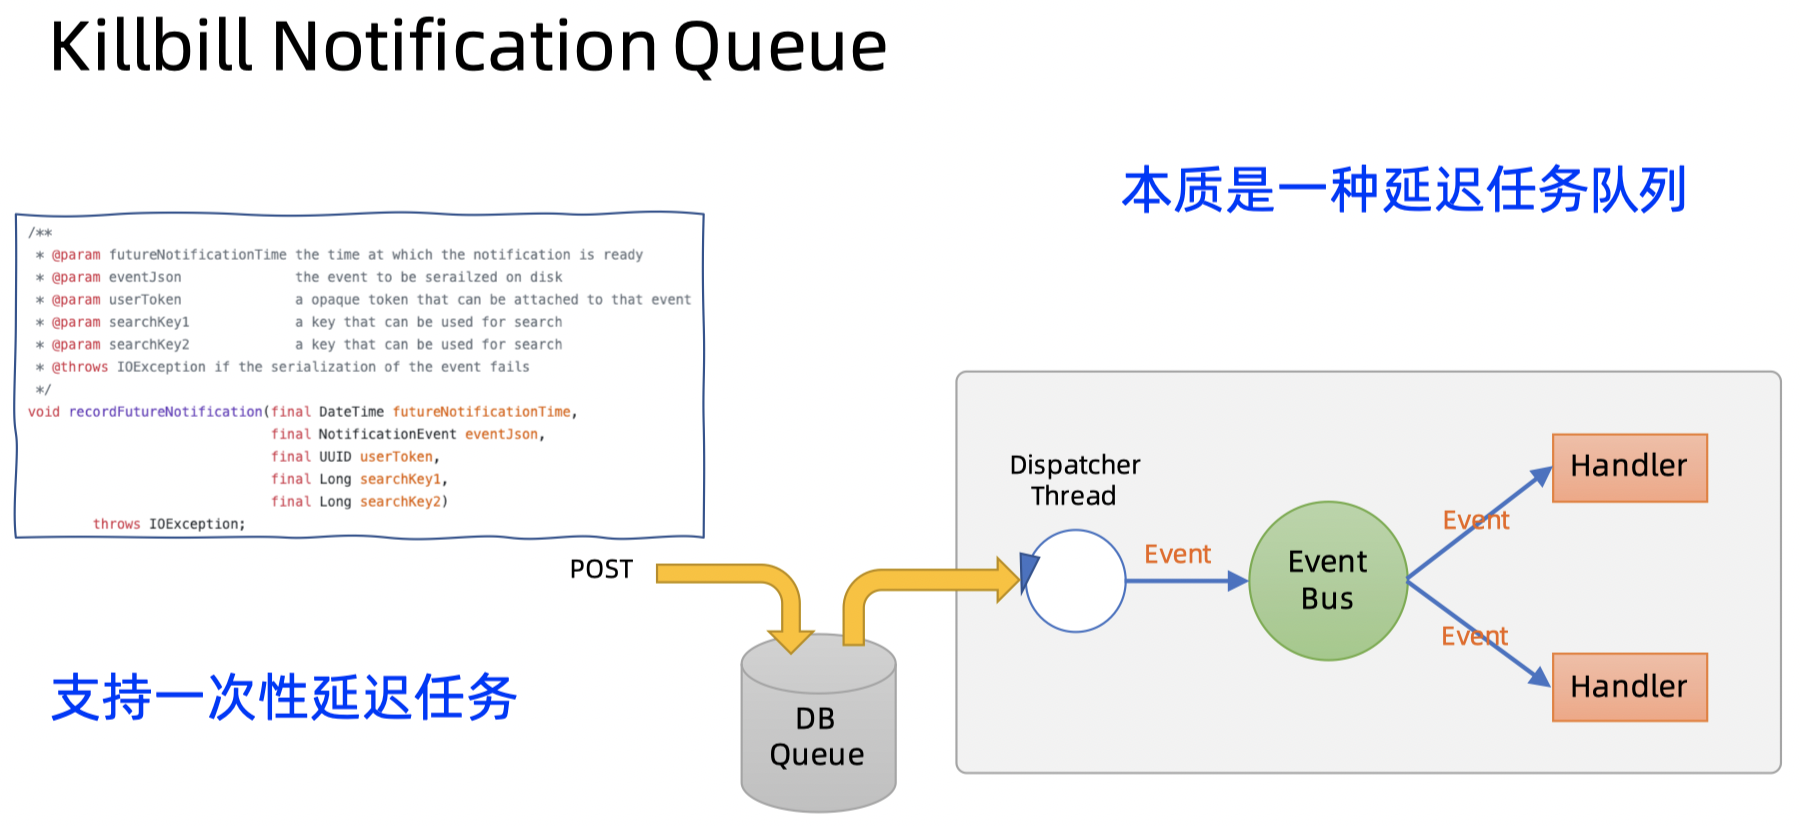 Killbill Notification Queue
本质是一种延迟任务队列
/**
 * @param futureNotificationTime the time at which the notification is ready
 * @param eventJson              the event to be serailzed on disk
 * @param userToken              a opaque token that can be attached to that event
 * @param searchKey1             a key that can be used for search
 * @param searchKey2             a key that can be used for search
 * @throws IOException if the serialization of the event fails
 */
void recordFutureNotification(final DateTime futureNotificationTime,
                              final NotificationEvent eventJson,
                              final UUID userToken,
                              final Long searchKey1,
                              final Long searchKey2)
        throws IOException;
POST
支持一次性延迟任务
DB
Queue
Dispatcher
Thread
Event
Event
Bus
Event
Handler
Event
Handler